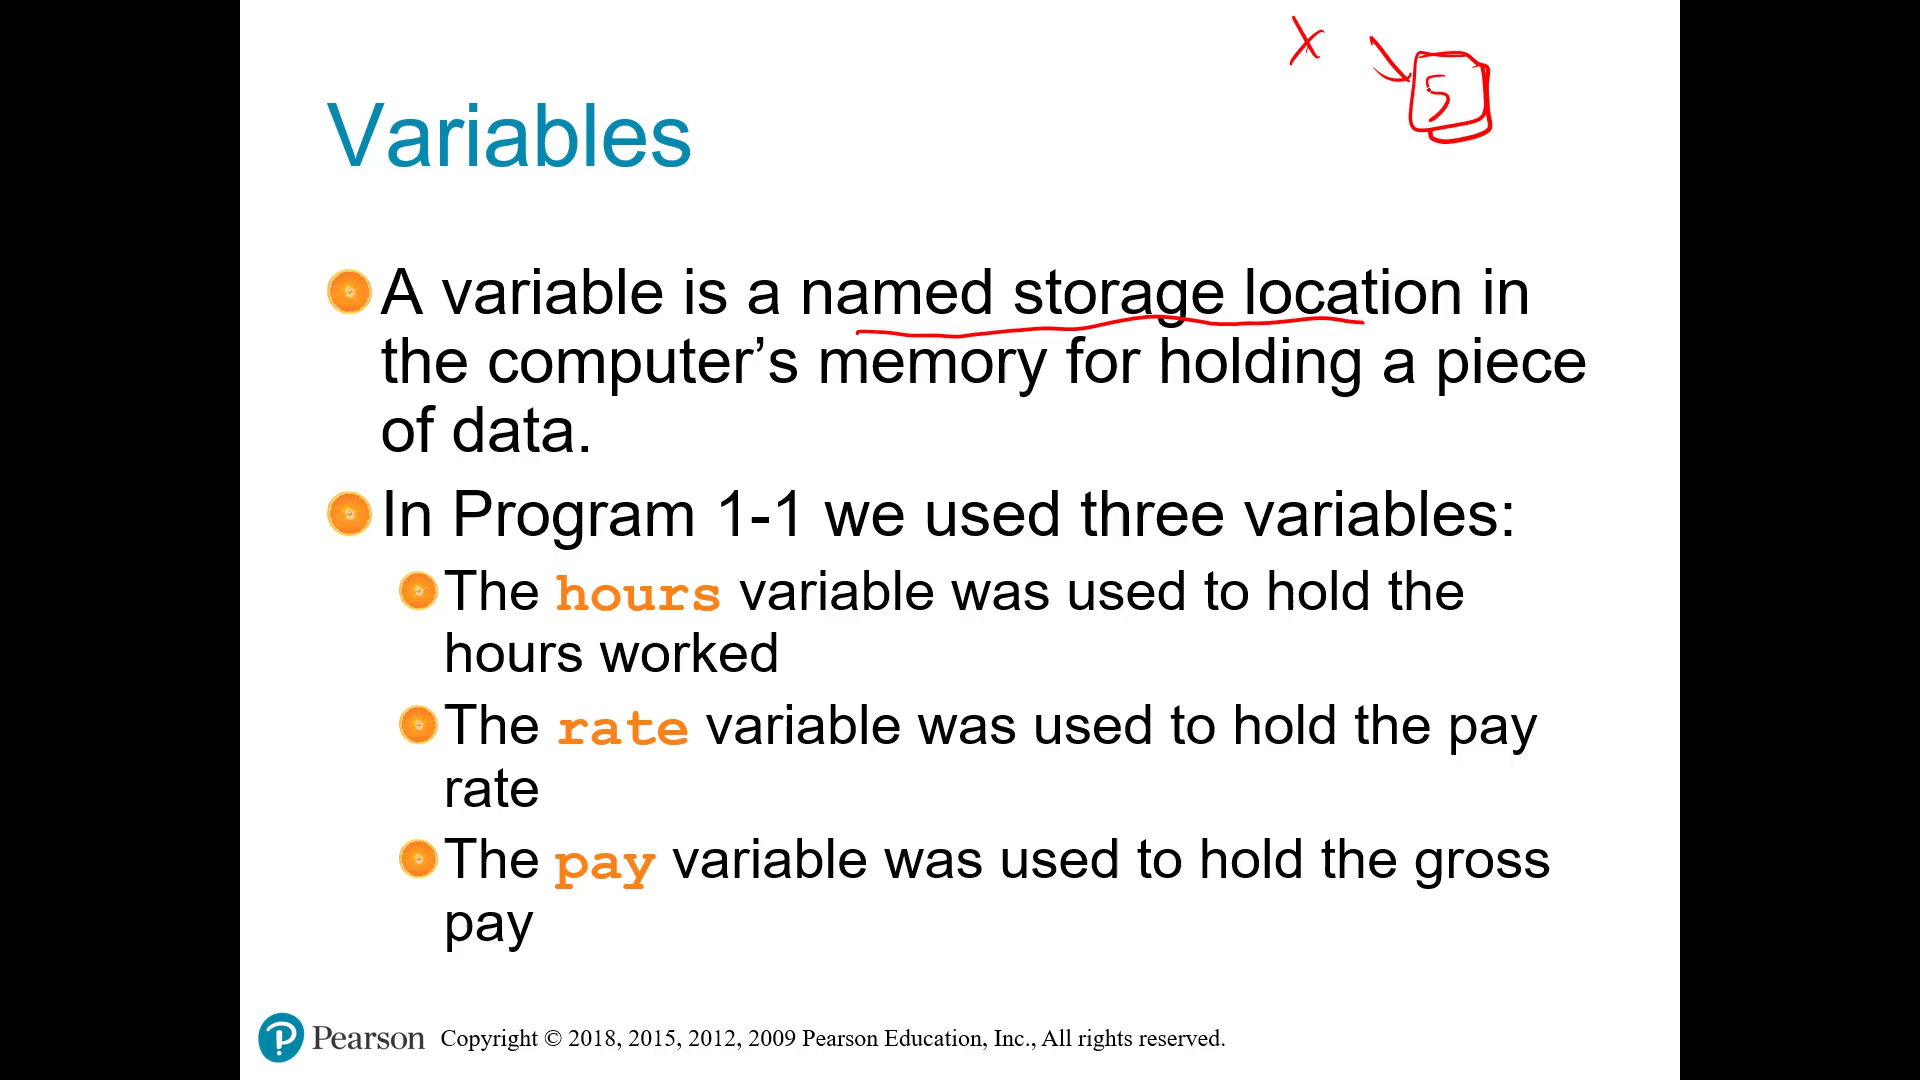 X
5
Variables
A variable is a named storage location in
the computer’s memory for holding a piece
of data.
In Program 1-1 we used three variables:
The hours variable was used to hold the
hours worked
The rate variable was used to hold the pay
rate
The pay variable was used to hold the gross
pay
Pearson Copyright © 2018, 2015, 2012, 2009 Pearson Education, Inc., All rights reserved.